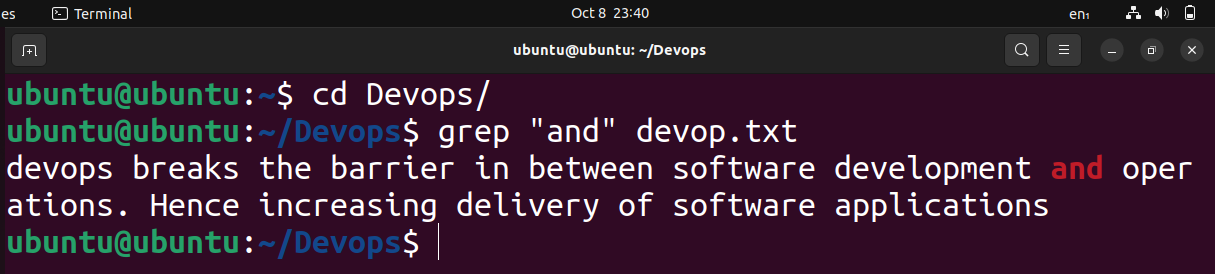 es Terminal Oct 8 23:40 en₁
ubuntu@ubuntu: ~/Devops
ubuntu@ubuntu:~$ cd Devops/
ubuntu@ubuntu:~/Devops$ grep "and" devop.txt
devops breaks the barrier in between software development and oper
ations. Hence increasing delivery of software applications
ubuntu@ubuntu:~/Devops$